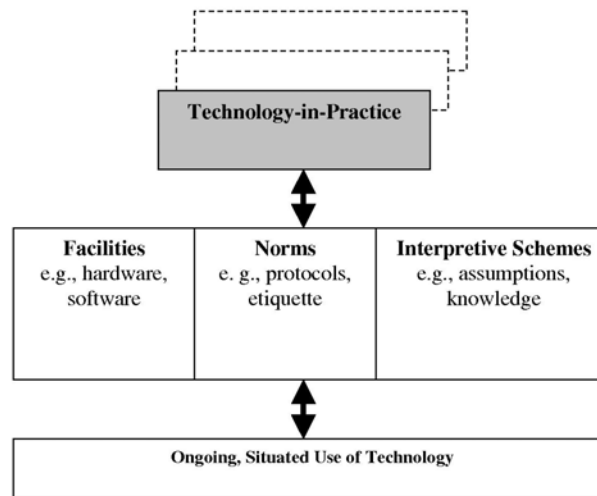 Technology-in-Practice
Facilities
e.g., hardware,
software
Norms
e. g., protocols,
etiquette
Interpretive Schemes
e.g., assumptions,
knowledge
Ongoing, Situated Use of Technology